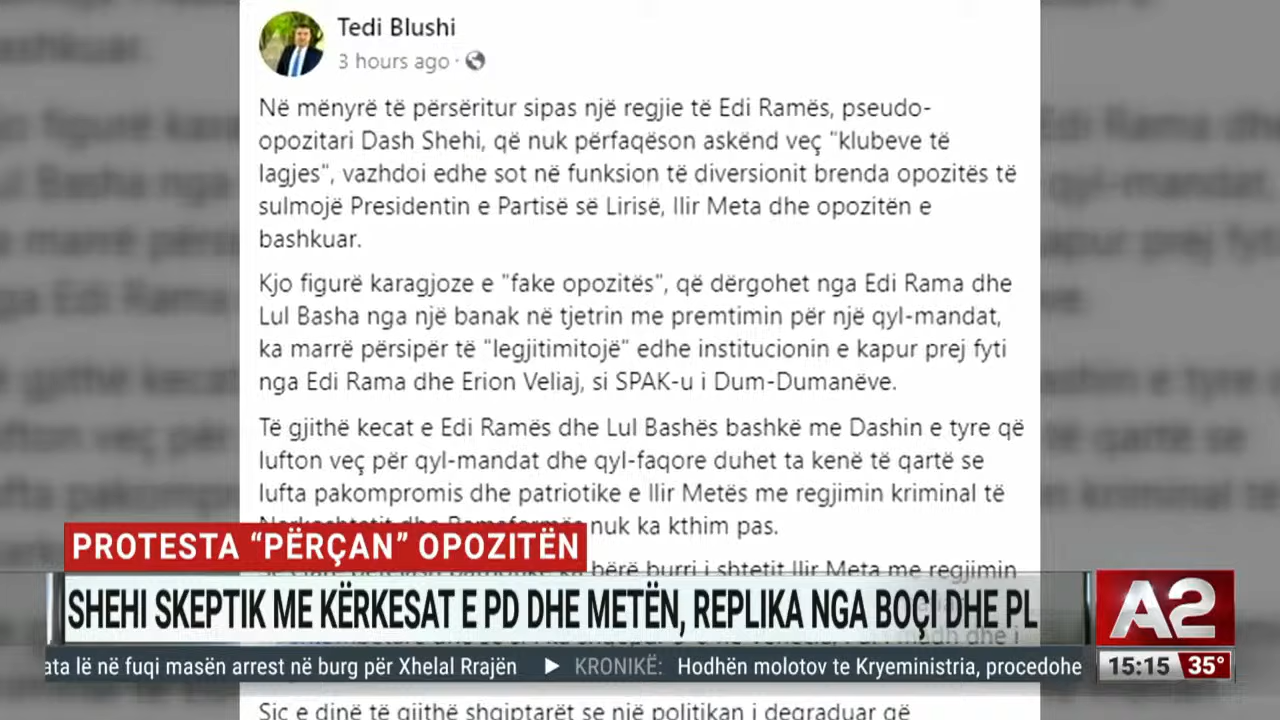 Tedi Blushi
3 hours ago ·
Në mënyrë të përsëritur sipas një regjie të Edi Ramës, pseudo-
opozitari Dash Shehi, që nuk përfaqëson askënd veç "klubeve të
lagjes", vazhdoi edhe sot në funksion të diversionit brenda opozitës të
sulmojë Presidentin e Partisë së Lirisë, Ilir Meta dhe opozitën e
bashkuar.
Kjo figurë karagjoze e "fake opozitës", që dërgohet nga Edi Rama dhe
Lul Basha nga një banak në tjetrin me premtimin për një qyl-mandat,
ka marrë përsipër të "legjitimitojë" edhe institucionin e kapur prej fyti
nga Edi Rama dhe Erion Veliaj, si SPAK-u i Dum-Dumanëve.
Të gjithë kecat e Edi Ramës dhe Lul Bashës bashkë me Dashin e tyre që
lufton veç për qyl-mandat dhe qyl-faqore duhet ta kenë të qartë se
lufta pakompromis dhe patriotike e Ilir Metës me regjimin kriminal të
nuk ka kthim pas.
bërë burri i shtetit Ilir Meta me regjimin
PROTESTA “PËRÇAN” OPOZITËN
SHEHI SKEPTIK ME KËRKESAT E PD DHE METËN, REPLIKA NGA BOÇI DHE PL
A2
ata lë në fuqi masën arrest në burg për Xhelal Rrajën ▶ KRONIKË: Hodhën molotov te Kryeministria, procedohe
15:15 35°
Siç e dinë të gjithë shqiptarët se një politikan i degraduar që